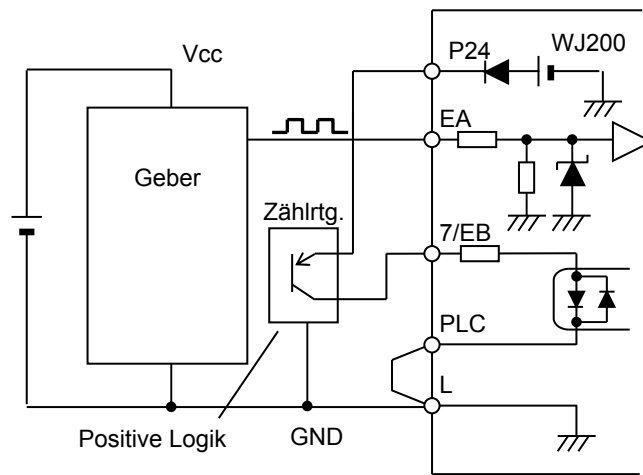 Vcc
P24
WJ200
EA
Geber
Zählrtg.
7/EB
PLC
L
Positive Logik
GND